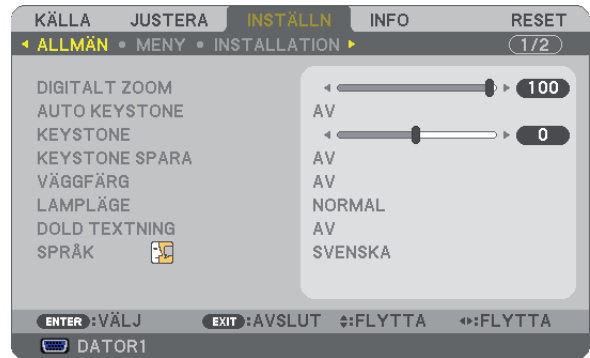 KÄLLA JUSTERA INSTÄLLN INFO RESET
ALLMÄN • MENY • INSTALLATION 1/2
DIGITALT ZOOM 100
AUTO KEYSTONE AV
KEYSTONE 0
KEYSTONE SPARA AV
VÄGGFÄRG AV
LAMPLÄGE NORMAL
DOLD TEXTNING AV
SPRÅK SVENSKA
ENTER :VÄLJ EXIT :AVSLUT :FLYTTA :FLYTTA
DATOR1